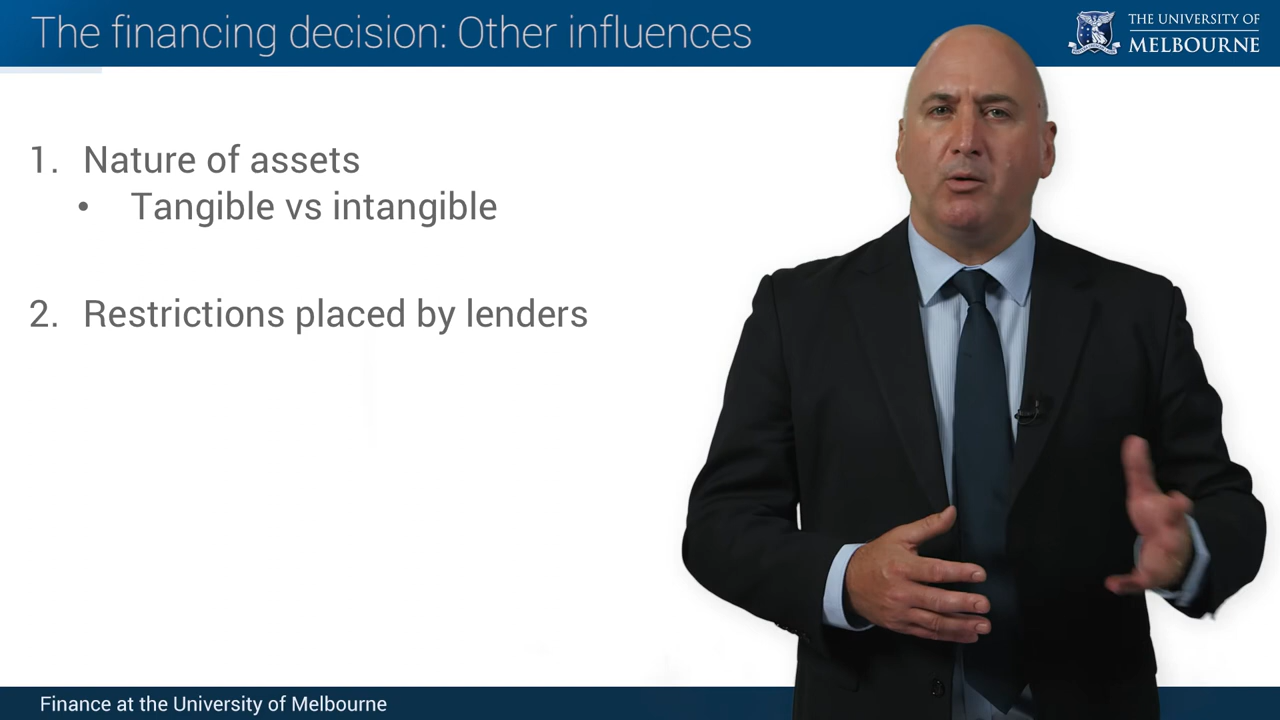 The financing decision: Other influences
THE UNIVERSITY OF
MELBOURNE
1. Nature of assets
• Tangible vs intangible
2. Restrictions placed by lenders
Finance at the University of Melbourne